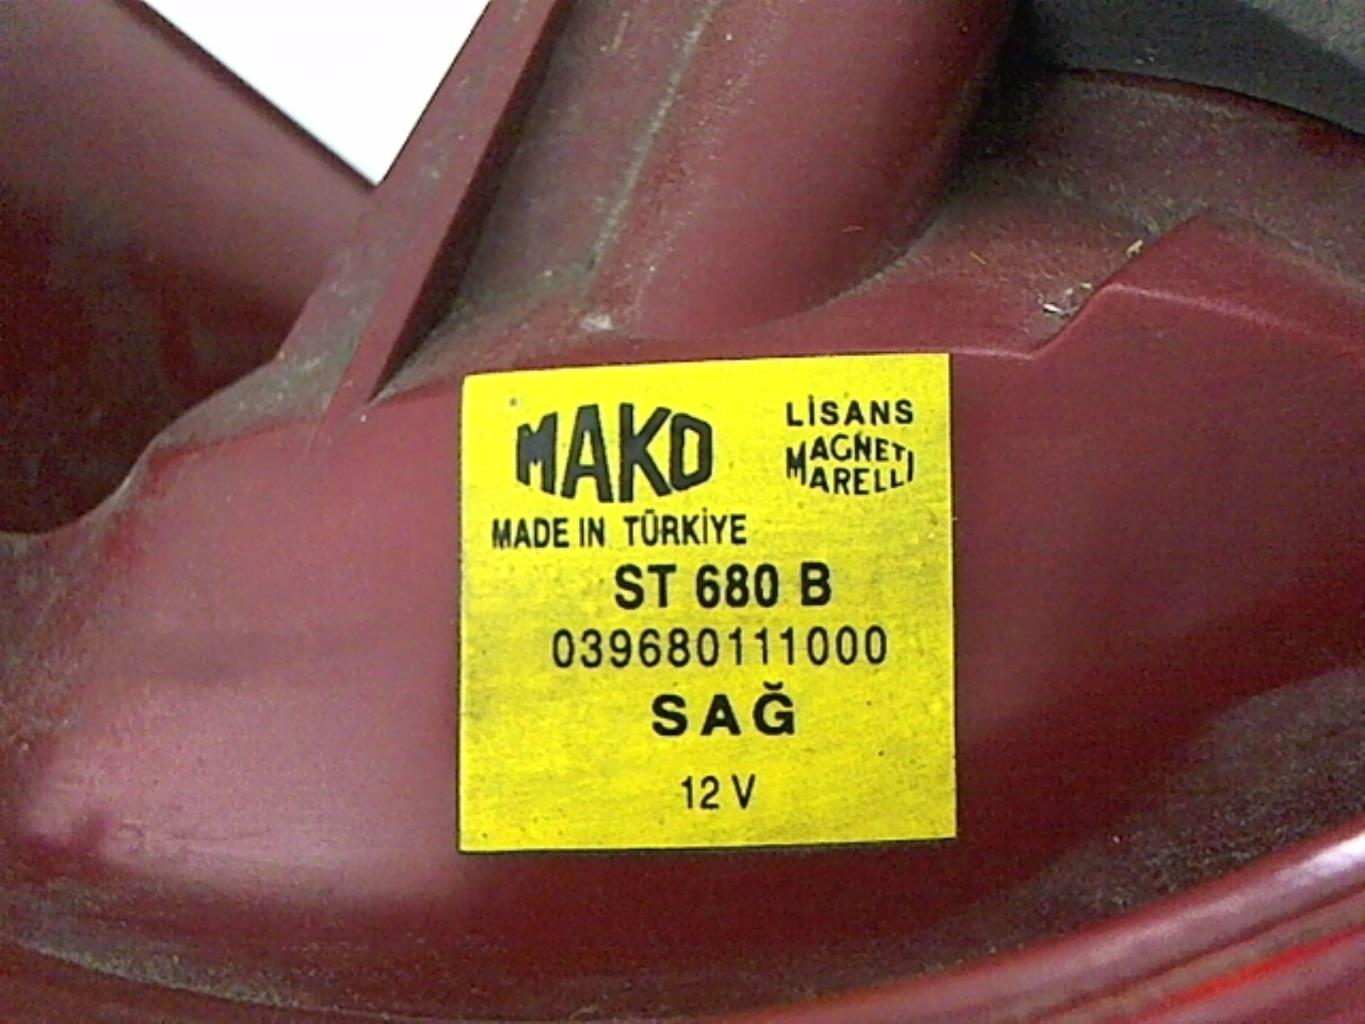 MAKO
LİSANS
MAGNETI
MARELLI
MADE IN TÜRKİYE
ST 680 B
039680111000
SAĞ
12 V